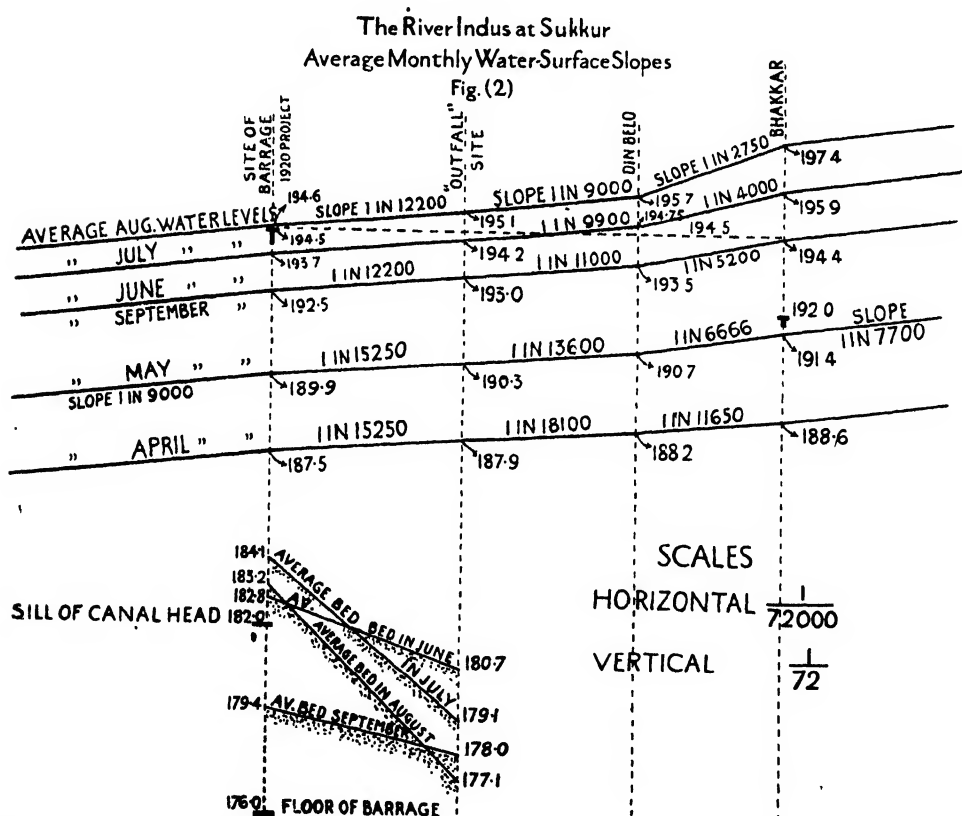 The River Indus at Sukkur
Average Monthly Water-Surface Slopes
Fig. (2)
SITE OF BARRAGE
1920 PROJECT
"OUTFALL" SITE
DIN BELO
BHAKKAR
AVERAGE AUG. WATER LEVELS
194.6
SLOPE 1 IN 12200
195.1
SLOPE 1 IN 9000
195.7
SLOPE 1 IN 2750
197.4
194.5
1 IN 9900
194.75
194.5
1 IN 4000
195.9
" JULY " "
193.7
194.2
" JUNE " "
1 IN 12200
1 IN 11000
1 IN 5200
194.4
" SEPTEMBER "
192.5
193.0
193.5
192.0
SLOPE
1 IN 7700
" MAY " "
1 IN 15250
1 IN 13600
1 IN 6666
191.4
SLOPE 1 IN 9000
189.9
190.3
190.7
" APRIL " "
1 IN 15250
1 IN 18100
1 IN 11650
187.5
187.9
188.2
188.6
184.1
183.2
182.8
SILL OF CANAL HEAD 182.0
AVERAGE BED IN JULY
AV. BED IN JUNE
AVERAGE BED IN AUGUST
180.7
179.4
AV. BED SEPTEMBER
179.1
178.0
177.1
176.0 FLOOR OF BARRAGE
SCALES
HORIZONTAL 1/72000
VERTICAL 1/72